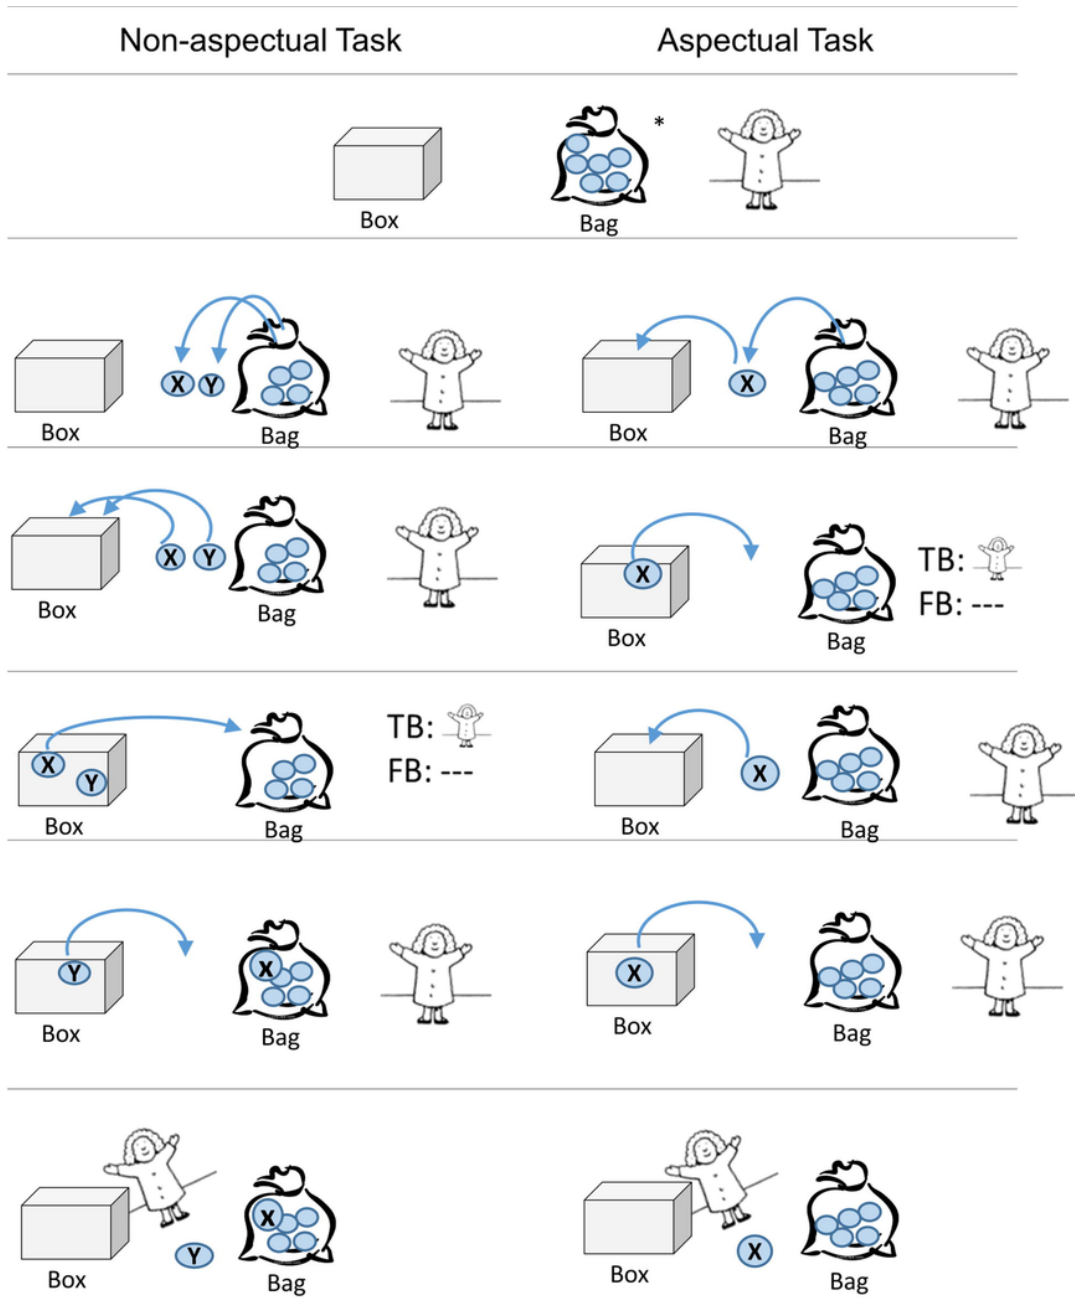 Non-aspectual Task Aspectual Task
*
Box Bag
X Y X
Box Bag Box Bag
X Y X TB:
FB: ---
Box Bag Box Bag
X Y TB: X
FB: ---
Box Bag Box Bag
Y X X
Box Bag Box Bag
X Y X
Box Bag Box Bag